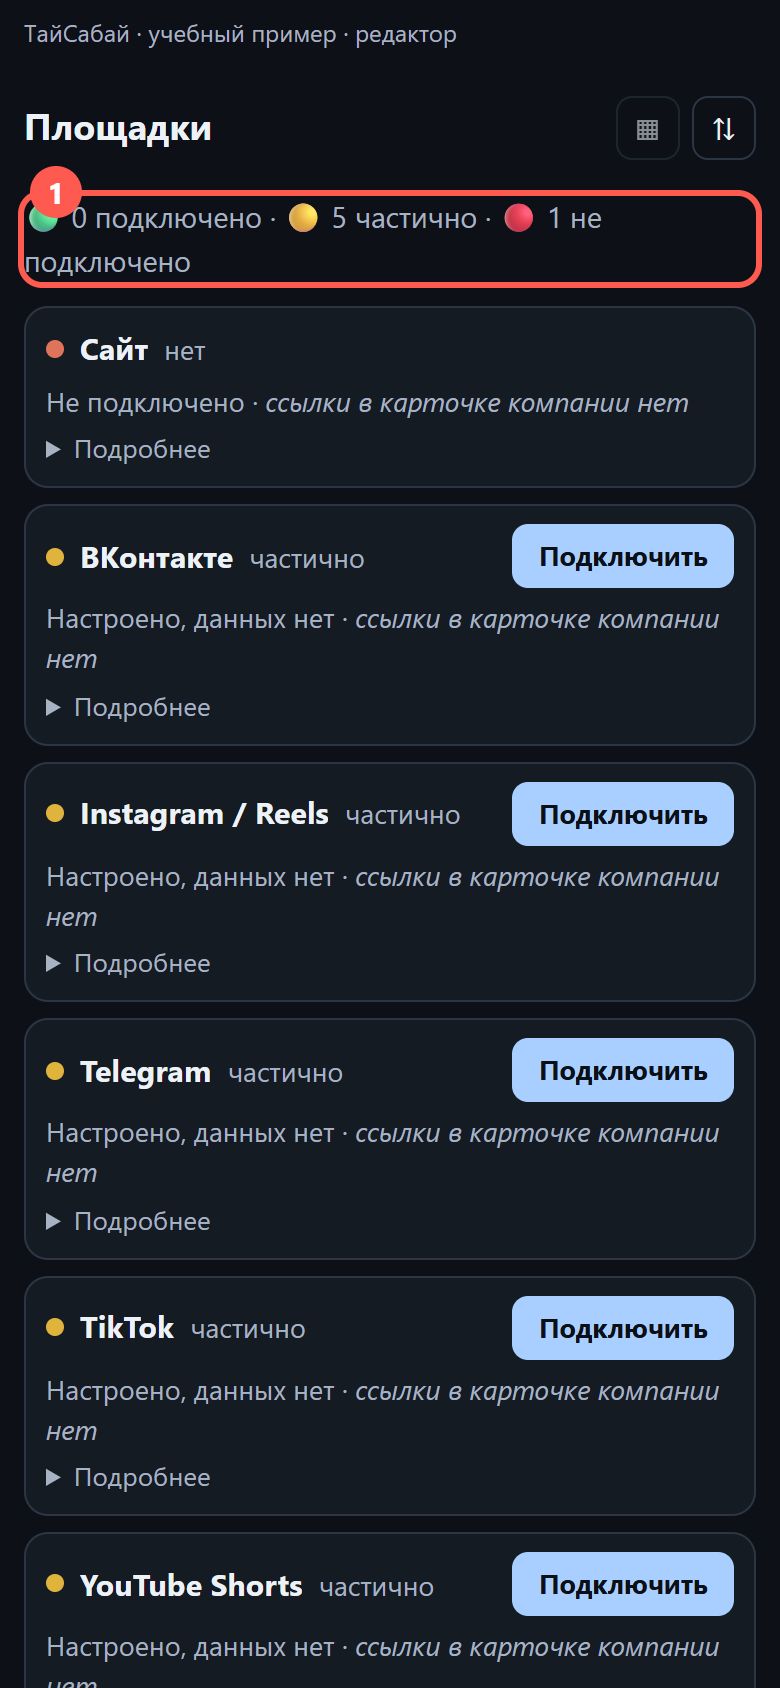 ТайСабай · учебный пример · редактор
Площадки
1
0 подключено · 5 частично · 1 не
подключено
Сайт нет
Не подключено · ссылки в карточке компании нет
Подробнее
ВКонтакте частично Подключить
Настроено, данных нет · ссылки в карточке компании
нет
Подробнее
Instagram / Reels частично Подключить
Настроено, данных нет · ссылки в карточке компании
нет
Подробнее
Telegram частично Подключить
Настроено, данных нет · ссылки в карточке компании
нет
Подробнее
TikTok частично Подключить
Настроено, данных нет · ссылки в карточке компании
нет
Подробнее
YouTube Shorts частично Подключить
Настроено, данных нет · ссылки в карточке компании
нет